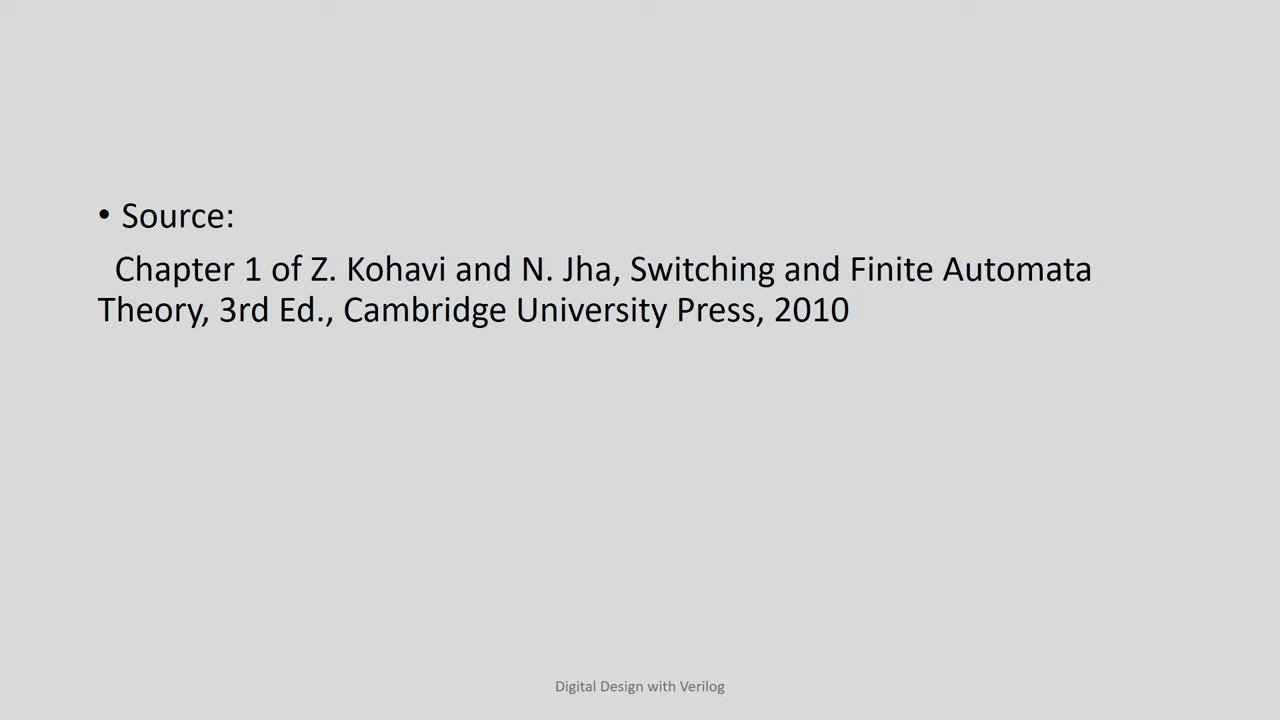 • Source:
Chapter 1 of Z. Kohavi and N. Jha, Switching and Finite Automata
Theory, 3rd Ed., Cambridge University Press, 2010
Digital Design with Verilog